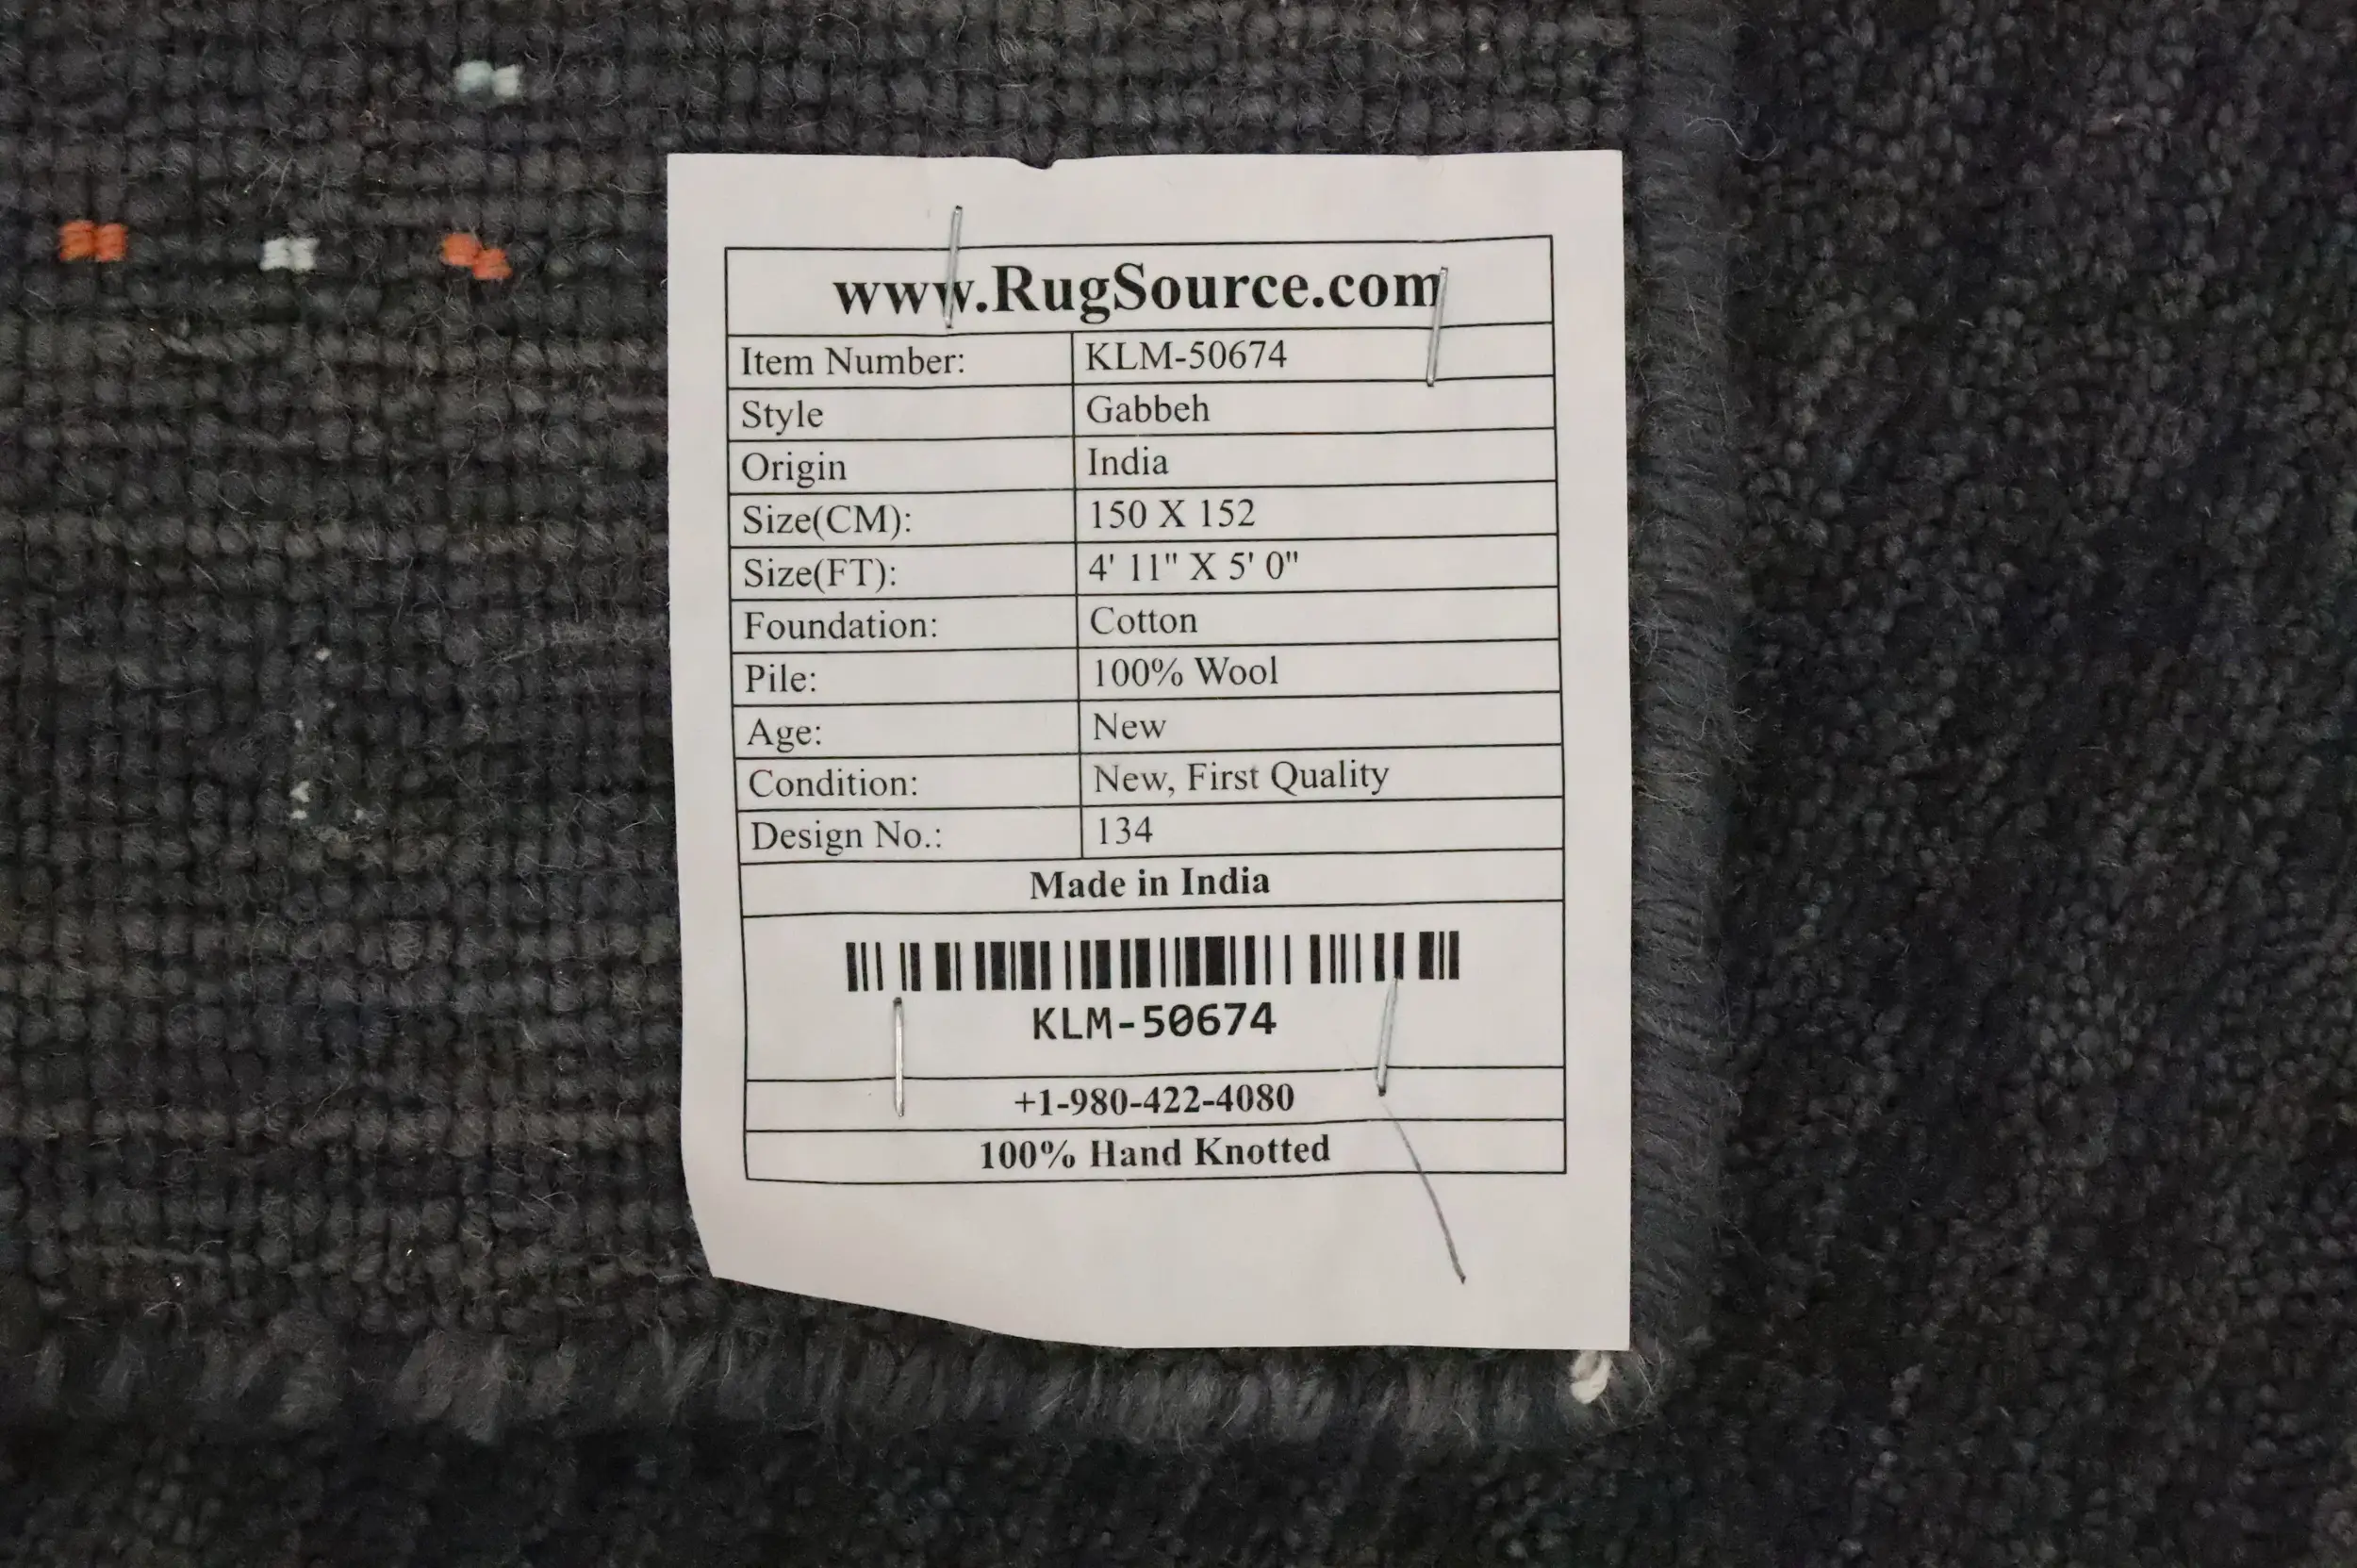 www.RugSource.com
Item Number: KLM-50674
Style Gabbeh
Origin India
Size(CM): 150 X 152
Size(FT): 4' 11" X 5' 0"
Foundation: Cotton
Pile: 100% Wool
Age: New
Condition: New, First Quality
Design No.: 134
Made in India
KLM-50674
+1-980-422-4080
100% Hand Knotted